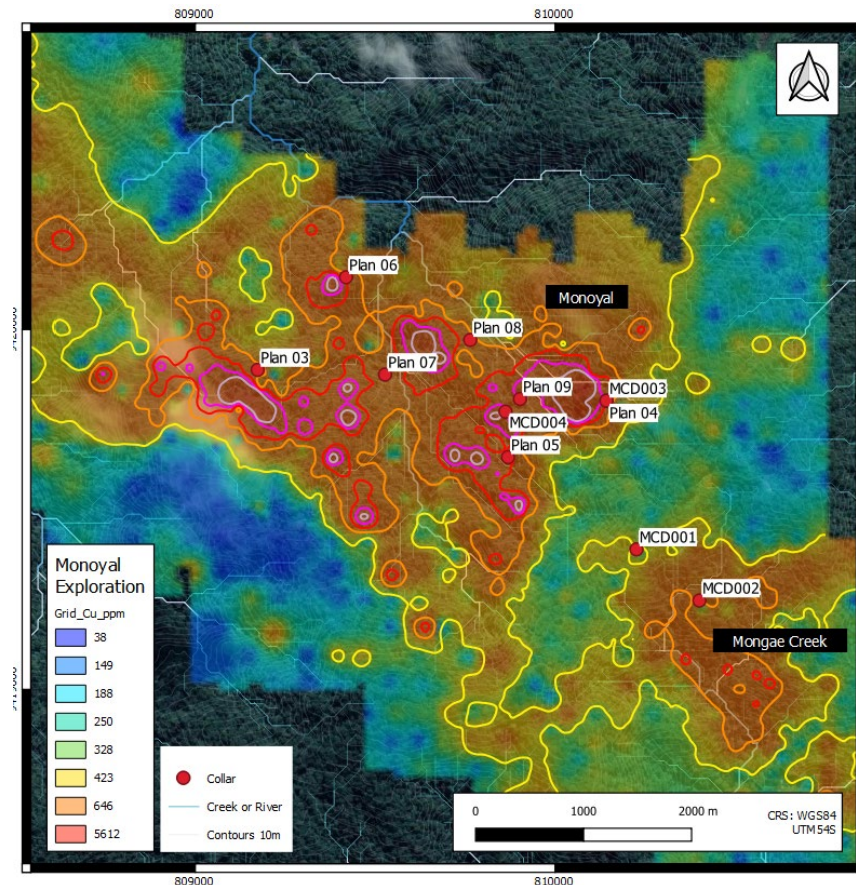 809000
810000
Plan 06
Monoyal
Plan 08
Plan 03
Plan 07
Plan 09
MCD003
MCD004
Plan 04
Plan 05
MCD001
MCD002
Mongae Creek
Monoyal
Exploration
Grid_Cu_ppm
38
149
188
250
328
423
646
5612
Collar
Creek or River
Contours 10m
0
1000
2000 m
CRS: WGS84
UTM54S
809000
810000